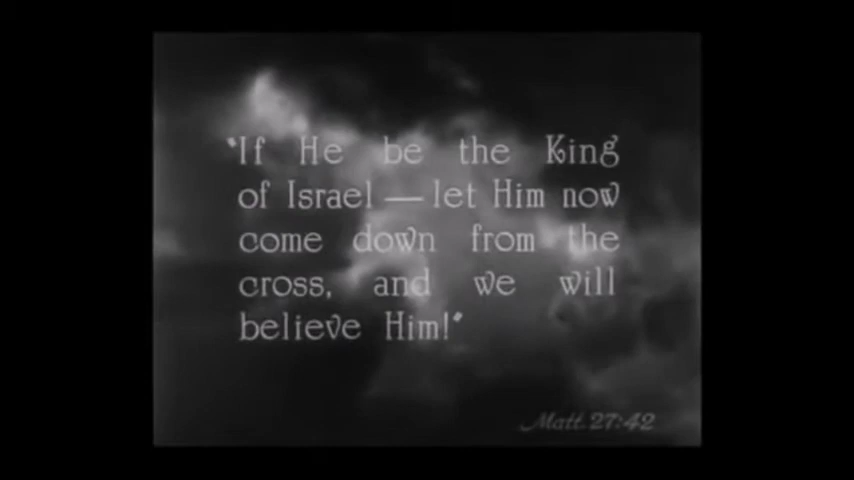 "If He be the King
of Israel — let Him now
come down from the
cross, and we will
believe Him!"
Matt. 27:42